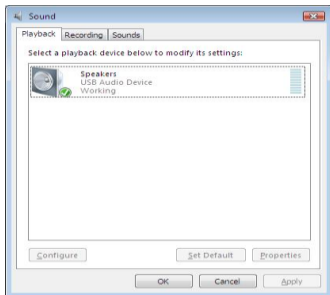 Sound
Playback Recording Sounds
Select a playback device below to modify its settings:
Speakers
USB Audio Device
Working
Configure Set Default Properties
OK Cancel Apply